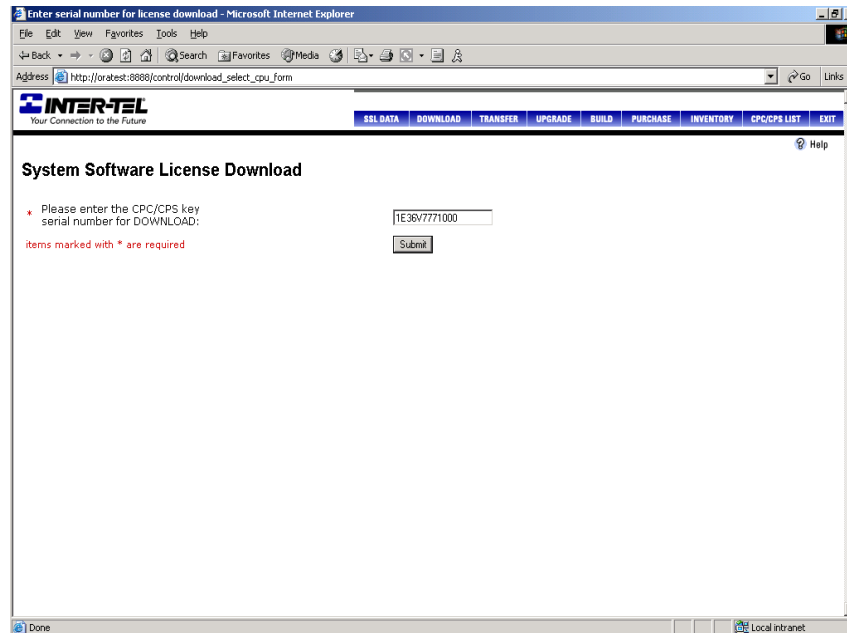 Enter serial number for license download - Microsoft Internet Explorer
File Edit View Favorites Tools Help
Back Search Favorites Media
Address http://oratest:8888/control/download_select_cpu_form Go Links
INTER-TEL
Your Connection to the Future
SSL DATA DOWNLOAD TRANSFER UPGRADE BUILD PURCHASE INVENTORY CPC/CPS LIST EXIT
? Help
System Software License Download
* Please enter the CPC/CPS key
serial number for DOWNLOAD:
1E36V7771000
items marked with * are required
Submit
Done
Local intranet